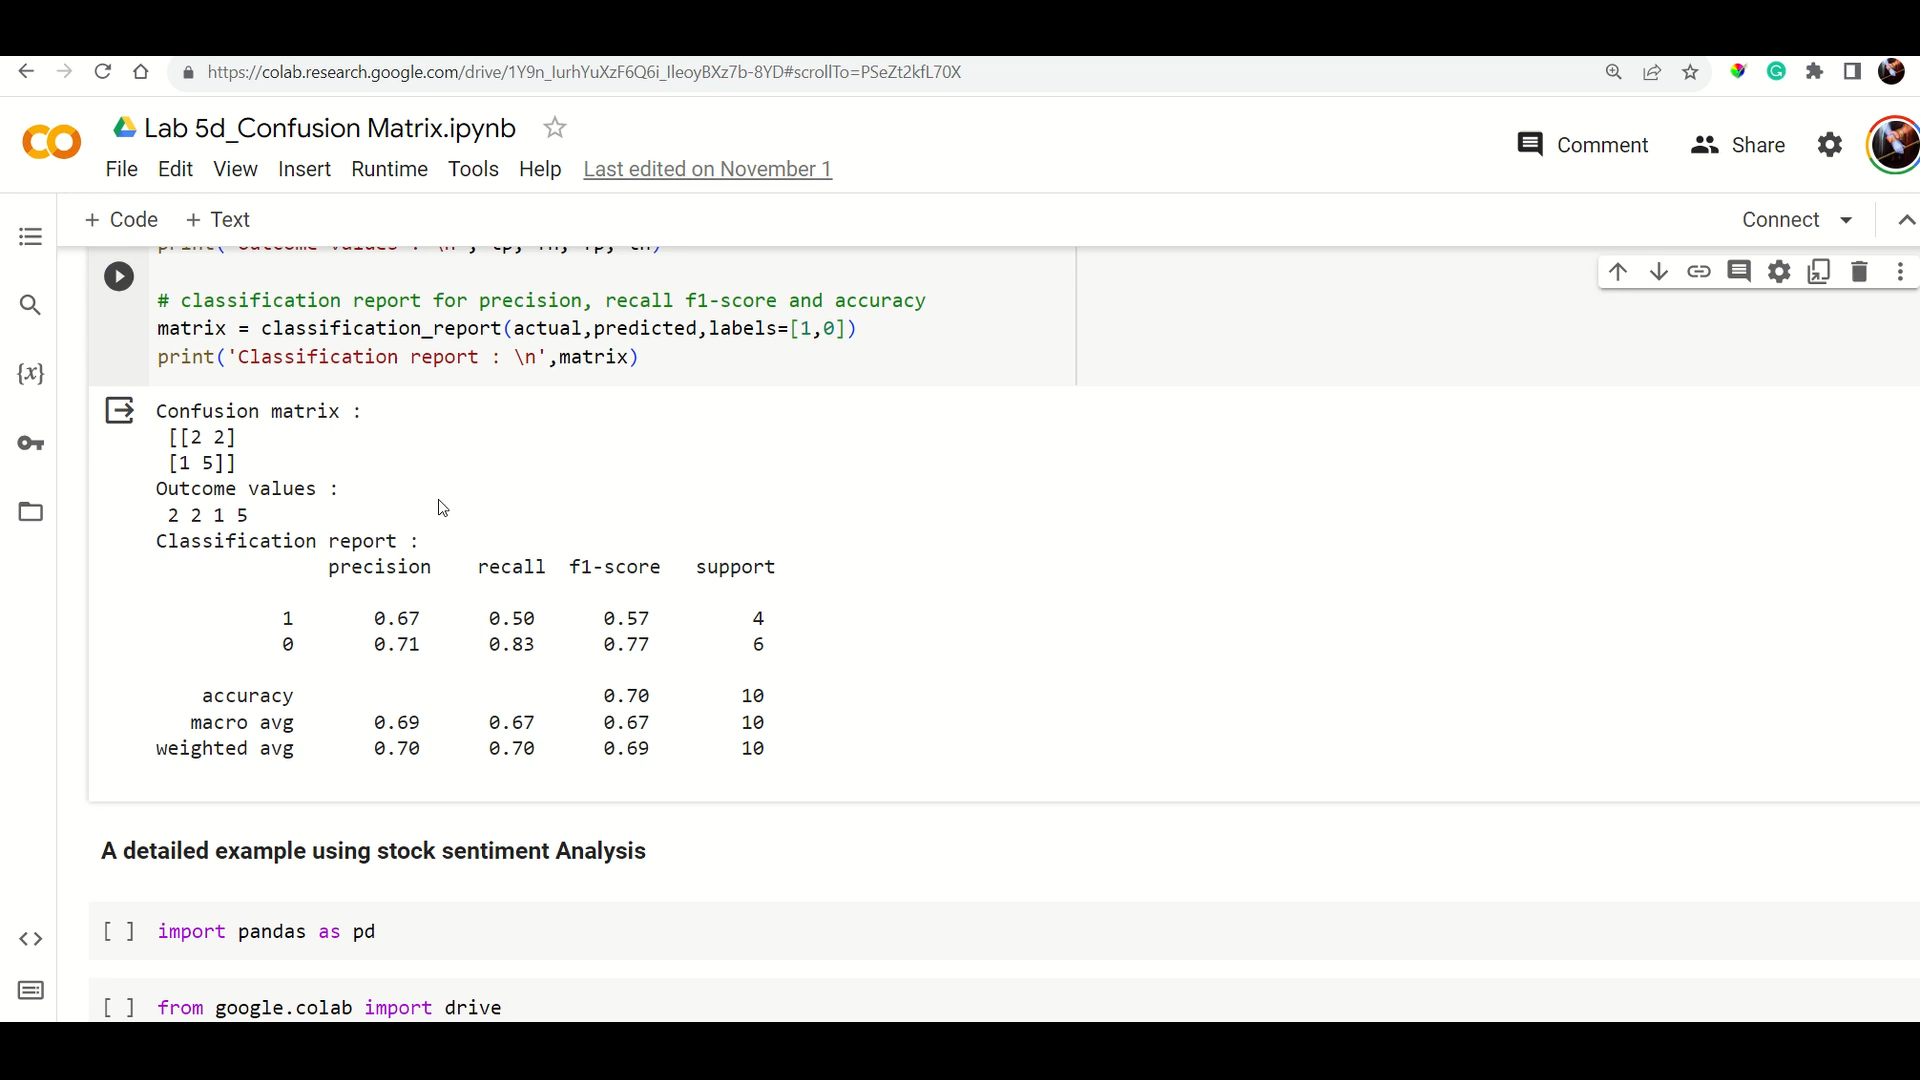 https://colab.research.google.com/drive/1Y9n_IurhYuXzF6Q6i_IleoyBXz7b-8YD#scrollTo=PSeZt2kfL70X
Lab 5d_Confusion Matrix.ipynb
File Edit View Insert Runtime Tools Help Last edited on November 1
Comment Share
+ Code + Text
Connect
# classification report for precision, recall f1-score and accuracy
matrix = classification_report(actual,predicted,labels=[1,0])
print('Classification report : \n',matrix)
Confusion matrix :
[[2 2]
[1 5]]
Outcome values :
2 2 1 5
Classification report :
precision recall f1-score support
1 0.67 0.50 0.57 4
0 0.71 0.83 0.77 6
accuracy 0.70 10
macro avg 0.69 0.67 0.67 10
weighted avg 0.70 0.70 0.69 10
A detailed example using stock sentiment Analysis
[ ] import pandas as pd
[ ] from google.colab import drive